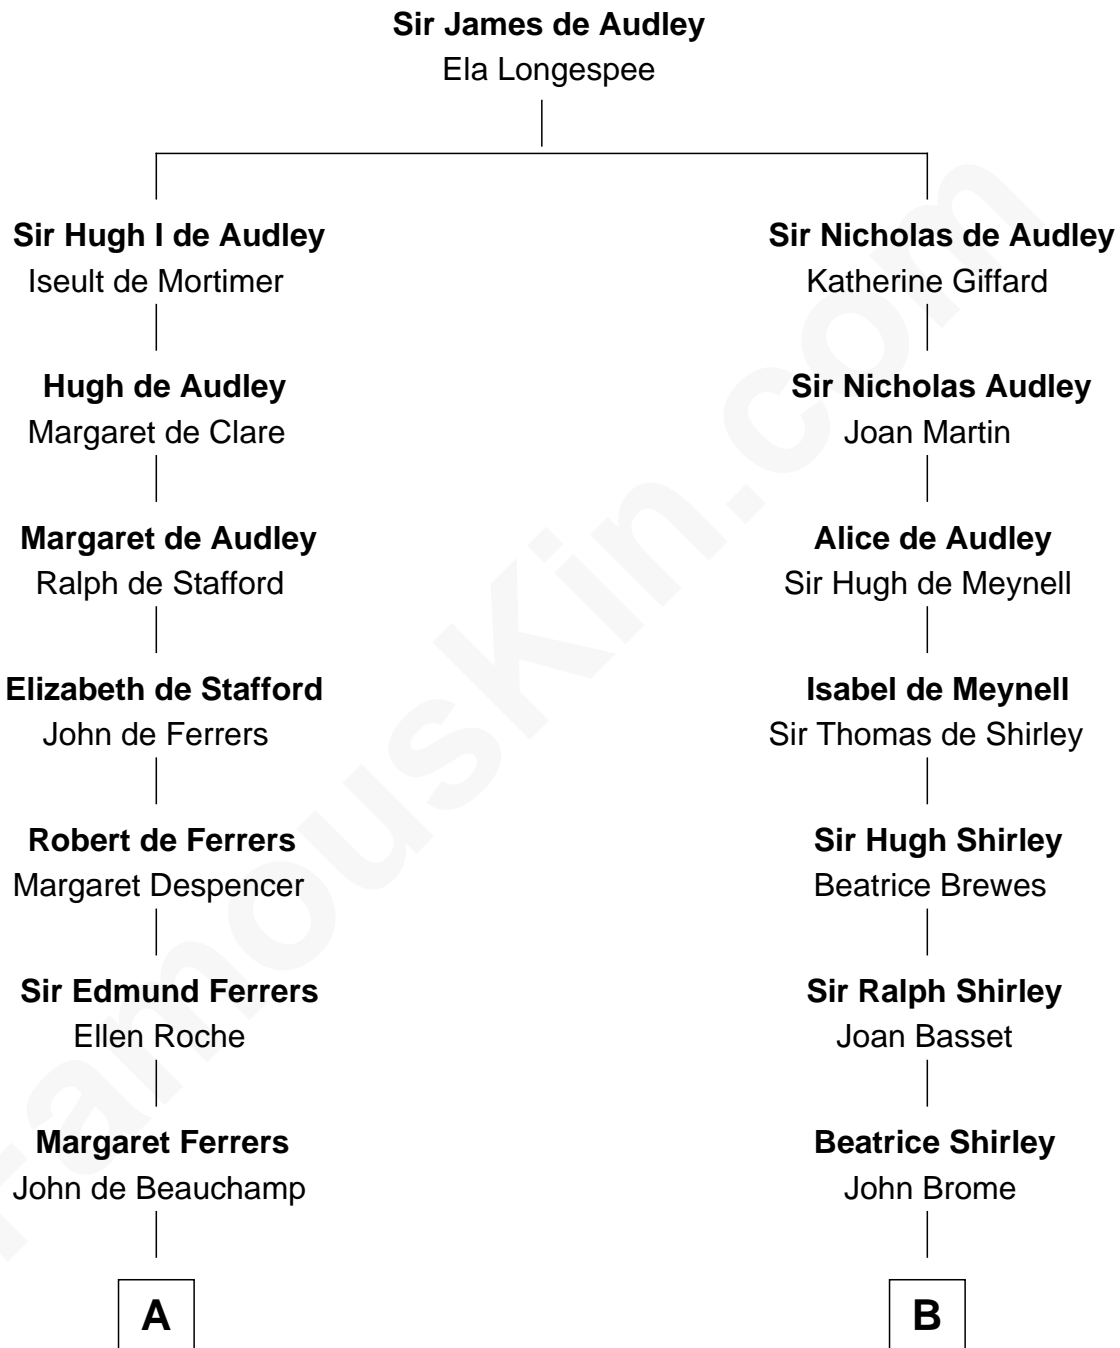 Sir James de Audley
Ela Longespee
Sir Hugh I de Audley
Iseult de Mortimer
Hugh de Audley
Margaret de Clare
Margaret de Audley
Ralph de Stafford
Elizabeth de Stafford
John de Ferrers
Robert de Ferrers
Margaret Despencer
Sir Edmund Ferrers
Ellen Roche
Margaret Ferrers
John de Beauchamp
A
Sir Nicholas de Audley
Katherine Giffard
Sir Nicholas Audley
Joan Martin
Alice de Audley
Sir Hugh de Meynell
Isabel de Meynell
Sir Thomas de Shirley
Sir Hugh Shirley
Beatrice Brewes
Sir Ralph Shirley
Joan Basset
Beatrice Shirley
John Brome
B
FamousKin.com